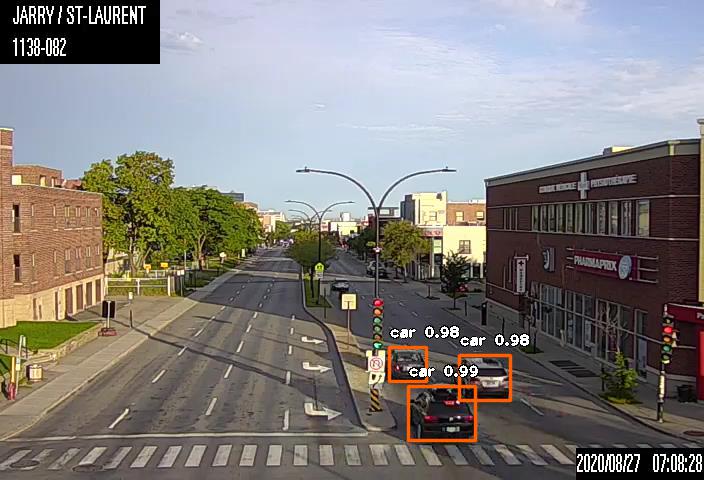 JARRY / ST-LAURENT
1138-082
PHARMAPRIX
car 0.98
car 0.98
car 0.99
2020/08/27 07:08:28